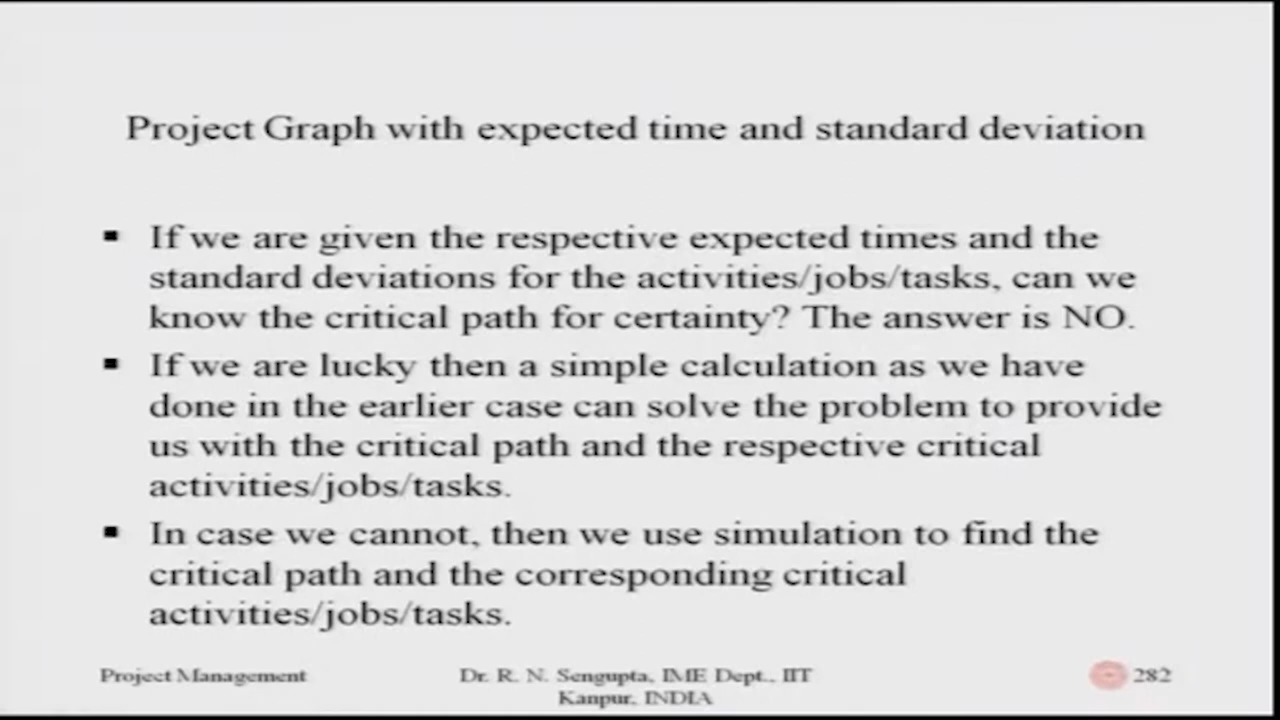 Project Graph with expected time and standard deviation
▪ If we are given the respective expected times and the
standard deviations for the activities/jobs/tasks, can we
know the critical path for certainty? The answer is NO.
▪ If we are lucky then a simple calculation as we have
done in the earlier case can solve the problem to provide
us with the critical path and the respective critical
activities/jobs/tasks.
▪ In case we cannot, then we use simulation to find the
critical path and the corresponding critical
activities/jobs/tasks.
Project Management
Dr. R. N. Sengupta, IME Dept., IIT
Kanpur, INDIA
282